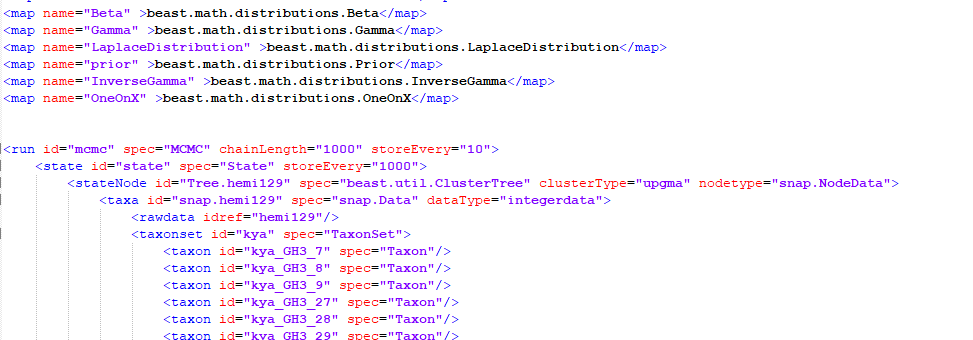 <map name="Beta" >beast.math.distributions.Beta</map>
<map name="Gamma" >beast.math.distributions.Gamma</map>
<map name="LaplaceDistribution" >beast.math.distributions.LaplaceDistribution</map>
<map name="prior" >beast.math.distributions.Prior</map>
<map name="InverseGamma" >beast.math.distributions.InverseGamma</map>
<map name="OneOnX" >beast.math.distributions.OneOnX</map>
<run id="mcmc" spec="MCMC" chainLength="1000" storeEvery="10">
<state id="state" spec="State" storeEvery="1000">
<stateNode id="Tree.hemi129" spec="beast.util.ClusterTree" clusterType="upgma" nodetype="snap.NodeData">
<taxa id="snap.hemi129" spec="snap.Data" dataType="integerdata">
<rawdata idref="hemi129"/>
<taxonset id="kya" spec="TaxonSet">
<taxon id="kya_GH3_7" spec="Taxon"/>
<taxon id="kya_GH3_8" spec="Taxon"/>
<taxon id="kya_GH3_9" spec="Taxon"/>
<taxon id="kya_GH3_27" spec="Taxon"/>
<taxon id="kya_GH3_28" spec="Taxon"/>
<taxon id="kya_GH3_29" spec="Taxon"/>